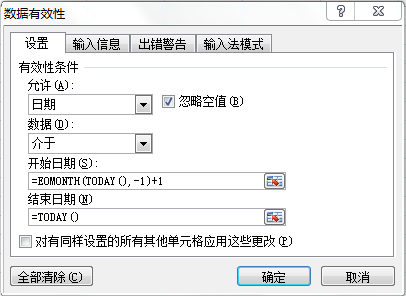 数据有效性
设置 输入信息 出错警告 输入法模式
有效性条件
允许(A):
日期 忽略空值(B)
数据(D):
介于
开始日期(S):
=EOMONTH(TODAY(),-1)+1
结束日期(N)
=TODAY()
对有同样设置的所有其他单元格应用这些更改(P)
全部清除(C) 确定 取消